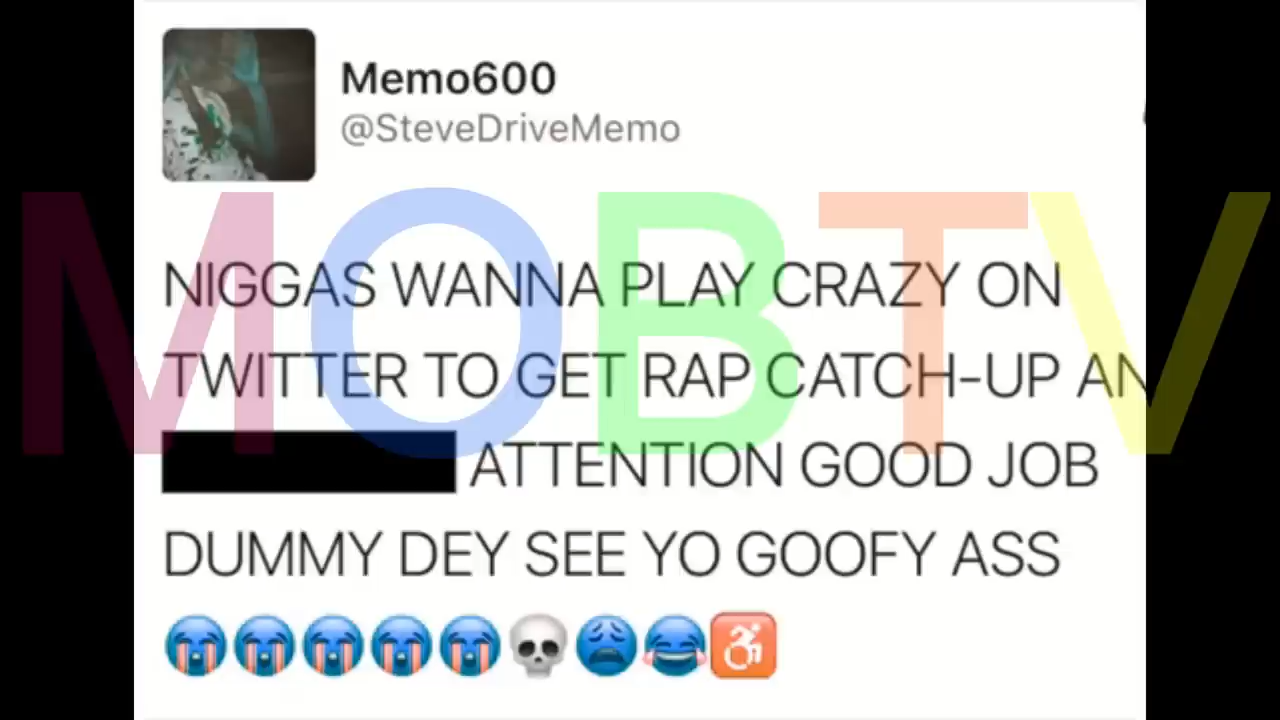 Memo600
@SteveDriveMemo
NIGGAS WANNA PLAY CRAZY ON
TWITTER TO GET RAP CATCH-UP AN
ATTENTION GOOD JOB
DUMMY DEY SEE YO GOOFY ASS
😭😭😭😭😭💀😩😂♿
MOBTV